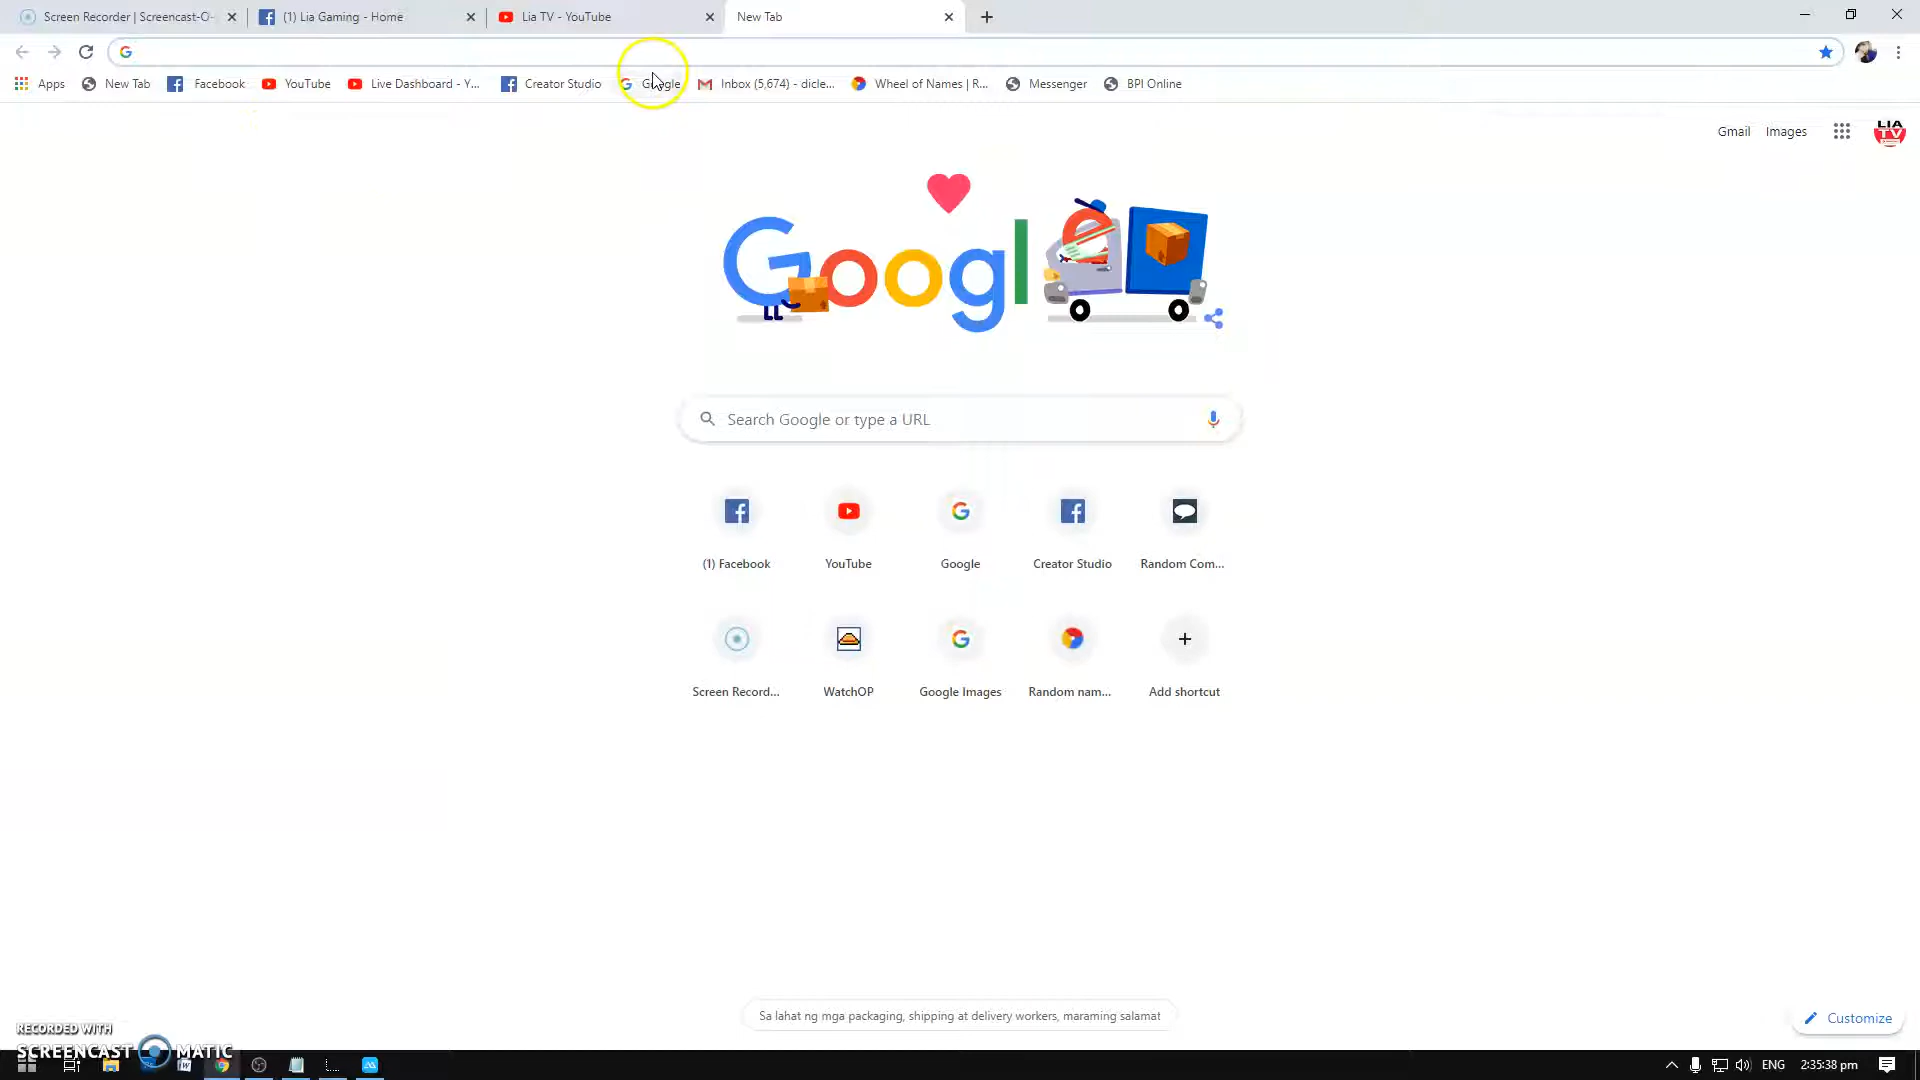 Screen Recorder | Screencast-O-
(1) Lia Gaming - Home
Lia TV - YouTube
New Tab
Apps
New Tab
Facebook
YouTube
Live Dashboard - Y...
Creator Studio
Google
Inbox (5,674) - dicle...
Wheel of Names | R...
Messenger
BPI Online
Gmail
Images
LIA
TV
Google
Search Google or type a URL
(1) Facebook
YouTube
Google
Creator Studio
Random Com...
Screen Record...
WatchOP
Google Images
Random nam...
Add shortcut
Sa lahat ng mga packaging, shipping at delivery workers, maraming salamat
Customize
RECORDED WITH
SCREENCAST MATIC
ENG
2:35:38 pm